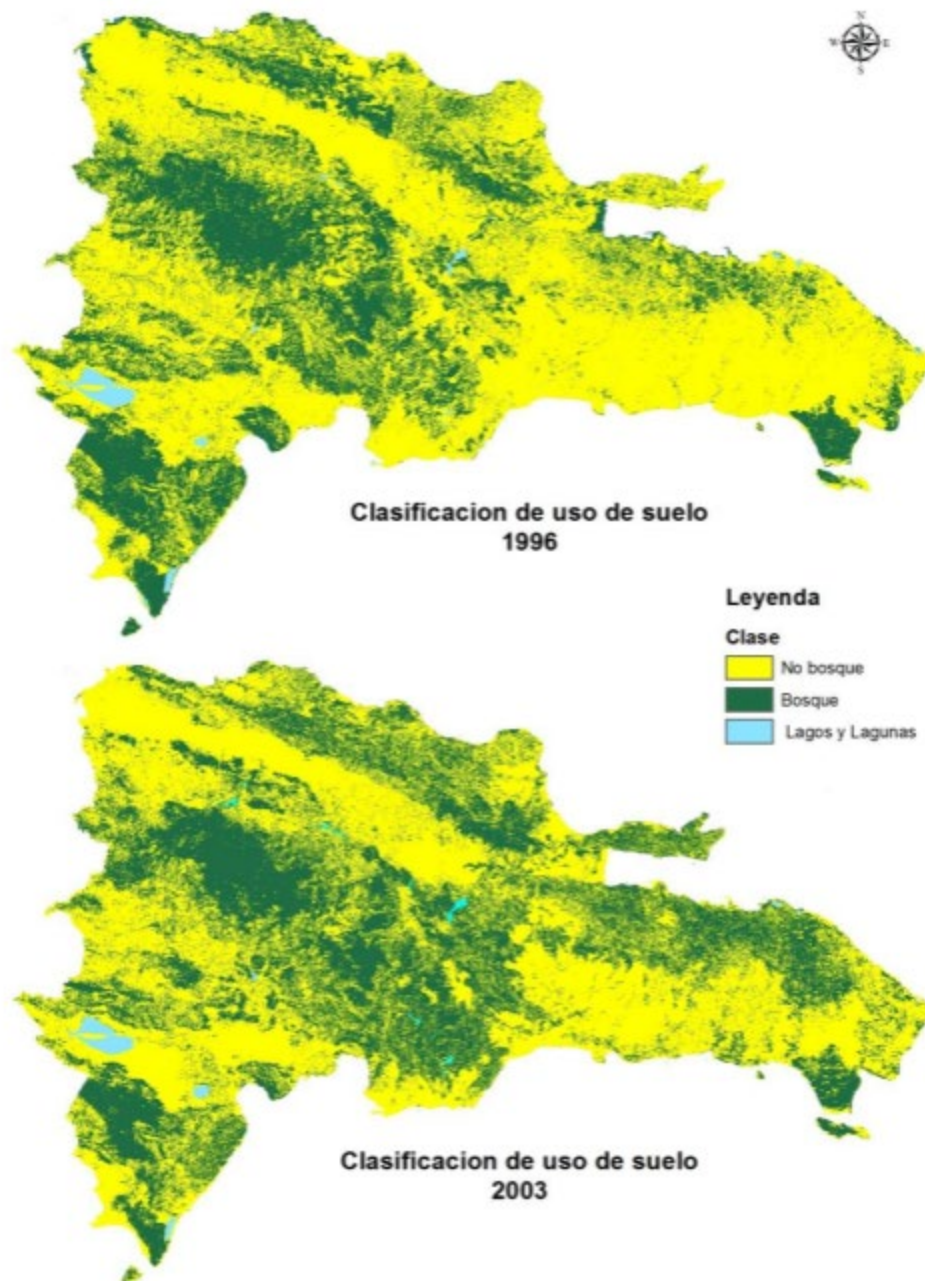 N
W E
S
Clasificacion de uso de suelo
1996
Leyenda
Clase
No bosque
Bosque
Lagos y Lagunas
Clasificacion de uso de suelo
2003